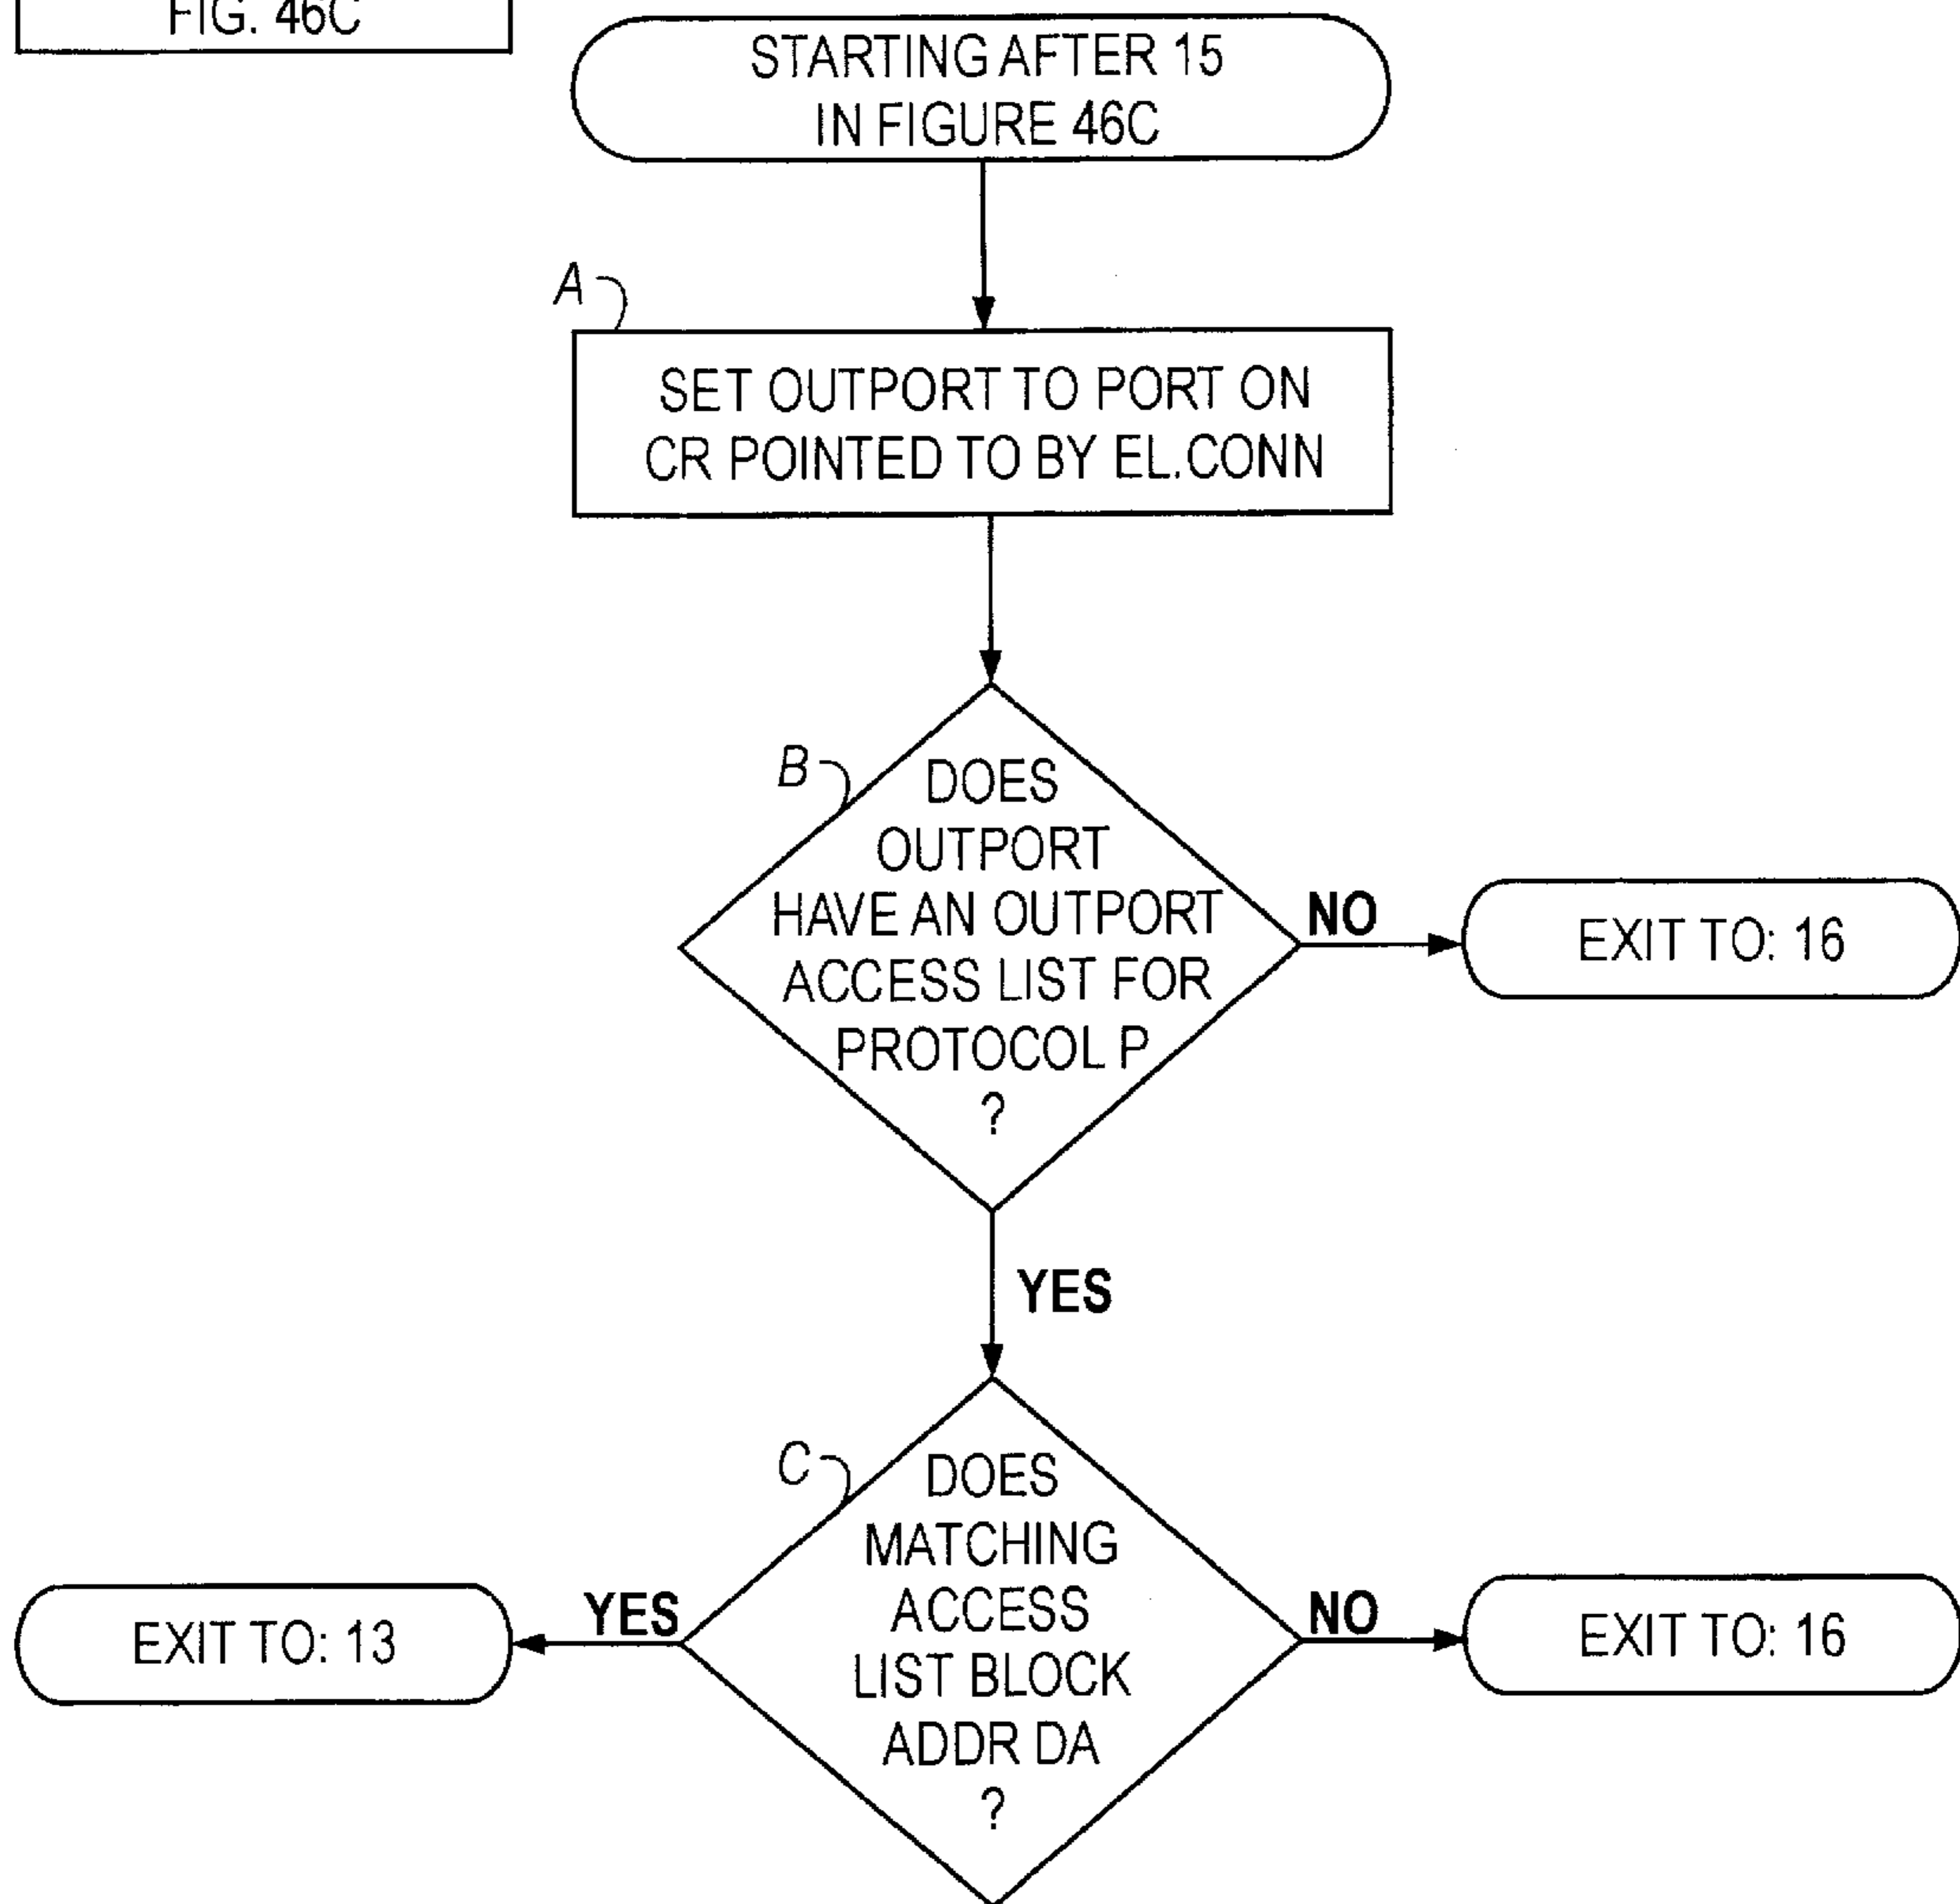 FIG. 46C
STARTING AFTER 15
IN FIGURE 46C
A
SET OUTPORT TO PORT ON
CR POINTED TO BY EL.CONN
B
DOES
OUTPORT
HAVE AN OUTPORT
ACCESS LIST FOR
PROTOCOL P
?
NO
EXIT TO: 16
YES
C
DOES
MATCHING
ACCESS
LIST BLOCK
ADDR DA
?
YES
EXIT TO: 13
NO
EXIT TO: 16